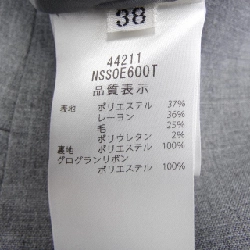 38
44211
NSSOE600T
品質表示
表地 ポリエステル 37%
レーヨン 36%
毛 25%
ポリウレタン 2%
裏地 ポリエステル 100%
グログランリボン
ポリエステル 100%